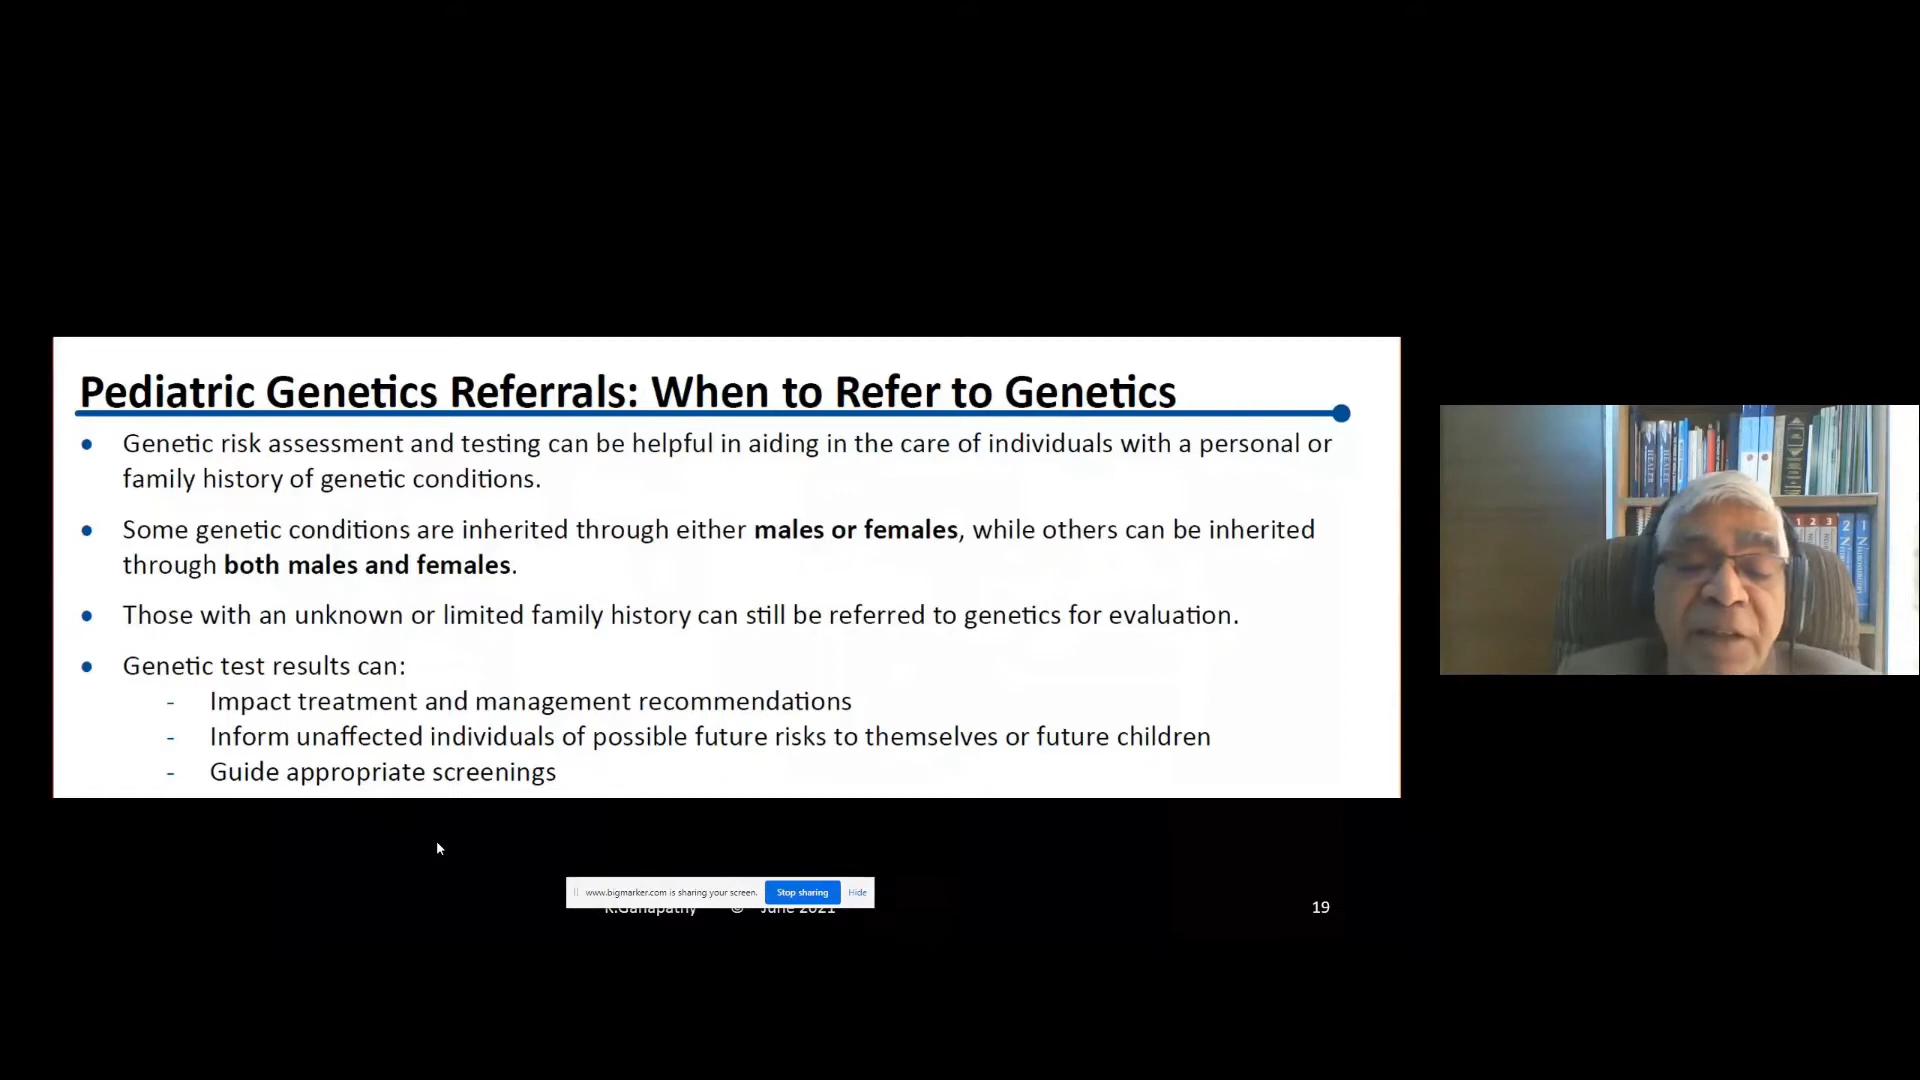 Pediatric Genetics Referrals: When to Refer to Genetics
• Genetic risk assessment and testing can be helpful in aiding in the care of individuals with a personal or
family history of genetic conditions.
• Some genetic conditions are inherited through either males or females, while others can be inherited
through both males and females.
• Those with an unknown or limited family history can still be referred to genetics for evaluation.
• Genetic test results can:
- Impact treatment and management recommendations
- Inform unaffected individuals of possible future risks to themselves or future children
- Guide appropriate screenings
www.bigmarker.com is sharing your screen. Stop sharing Hide
K.Ganapathy © June 2021 19